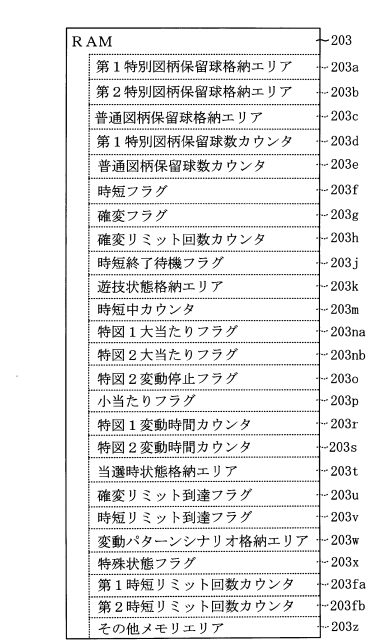 RAM 203
第1特別図柄保留球格納エリア 203a
第2特別図柄保留球格納エリア 203b
普通図柄保留球格納エリア 203c
第1特別図柄保留球数カウンタ 203d
普通図柄保留球数カウンタ 203e
時短フラグ 203f
確変フラグ 203g
確変リミット回数カウンタ 203h
時短終了待機フラグ 203j
遊技状態格納エリア 203k
時短中カウンタ 203m
特図1大当たりフラグ 203na
特図2大当たりフラグ 203nb
特図2変動停止フラグ 203o
小当たりフラグ 203p
特図1変動時間カウンタ 203r
特図2変動時間カウンタ 203s
当選時状態格納エリア 203t
確変リミット到達フラグ 203u
時短リミット到達フラグ 203v
変動パターンシナリオ格納エリア 203w
特殊状態フラグ 203x
第1時短リミット回数カウンタ 203fa
第2時短リミット回数カウンタ 203fb
その他メモリエリア 203z